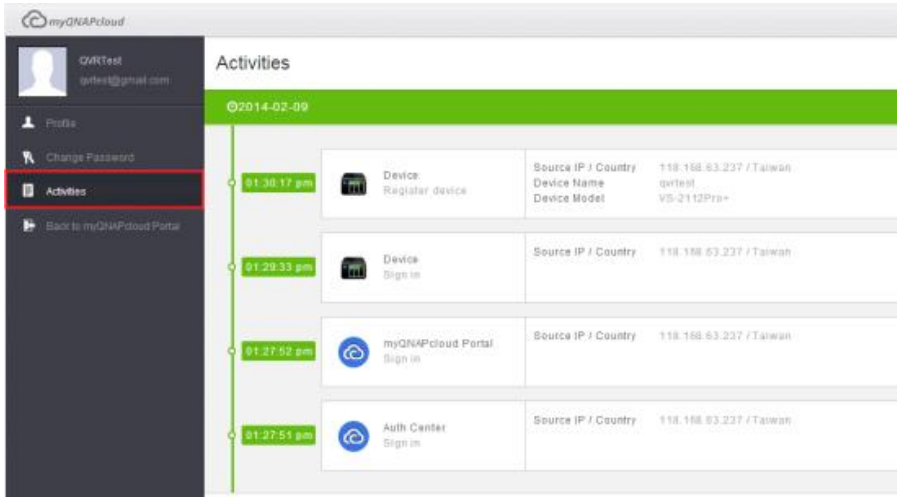 myQNAPcloud
QVRTest
qvrtest@gmail.com
Profile
Change Password
Activities
Back to myQNAPcloud Portal
Activities
2014-02-09
01:30:17 pm
Device
Register device
Source IP / Country 118.168.63.237 / Taiwan
Device Name qvrtest
Device Model VS-2112Pro+
01:29:33 pm
Device
Sign in
Source IP / Country 118.168.63.237 / Taiwan
01:27:52 pm
myQNAPcloud Portal
Sign in
Source IP / Country 118.168.63.237 / Taiwan
01:27:51 pm
Auth Center
Sign in
Source IP / Country 118.168.63.237 / Taiwan